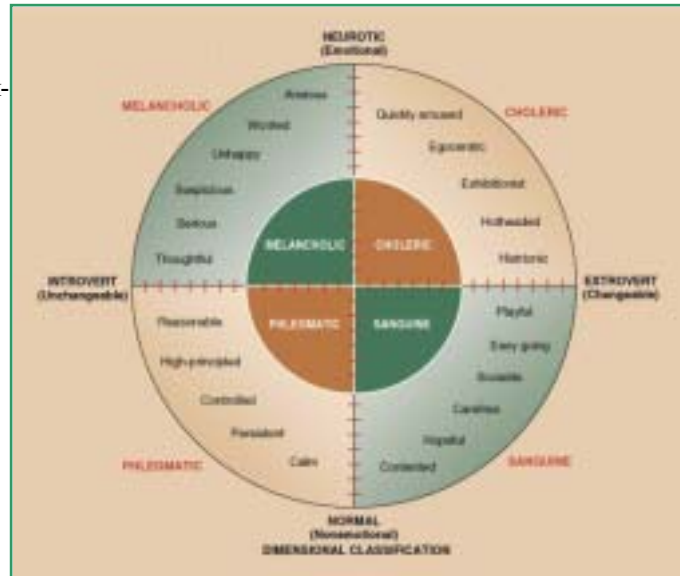 NEUROTIC
(Emotional)
MELANCHOLIC
CHOLERIC
Anxious
Worried
Unhappy
Suspicious
Serious
Thoughtful
Quickly aroused
Egocentric
Exhibitionist
Hotheaded
Histrionic
MELANCHOLIC
CHOLERIC
INTROVERT
(Unchangeable)
EXTROVERT
(Changeable)
PHLEGMATIC
SANGUINE
Reasonable
High-principled
Controlled
Persistent
Calm
Playful
Easy going
Sociable
Carefree
Hopeful
Contented
PHLEGMATIC
SANGUINE
NORMAL
(Nonemotional)
DIMENSIONAL CLASSIFICATION